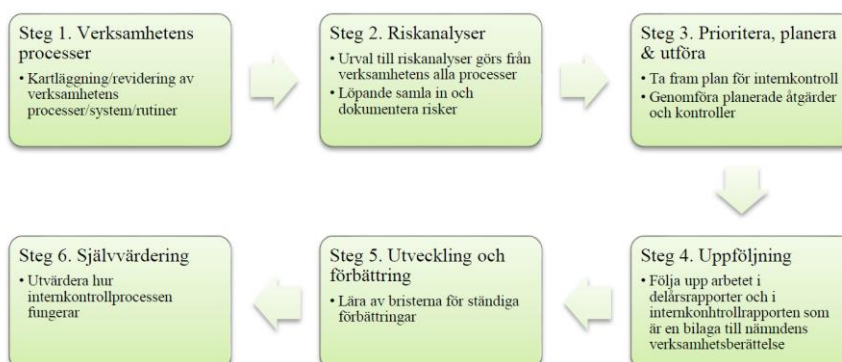 Steg 1. Verksamhetens
processer
• Kartläggning/revidering av
verksamhetens
processer/system/rutiner
Steg 2. Riskanalyser
• Urval till riskanalyser görs från
verksamhetens alla processer
• Löpande samla in och
dokumentera risker
Steg 3. Prioritera, planera
& utföra
• Ta fram plan för internkontroll
• Genomföra planerade åtgärder
och kontroller
Steg 4. Uppföljning
• Följa upp arbetet i
delårsrapporter och i
internkonhtrollrapporten som
är en bilaga till nämndens
verksamhetsberättelse
Steg 5. Utveckling och
förbättring
• Lära av bristerna för ständiga
förbättringar
Steg 6. Självvärdering
• Utvärdera hur
internkontrollprocessen
fungerar